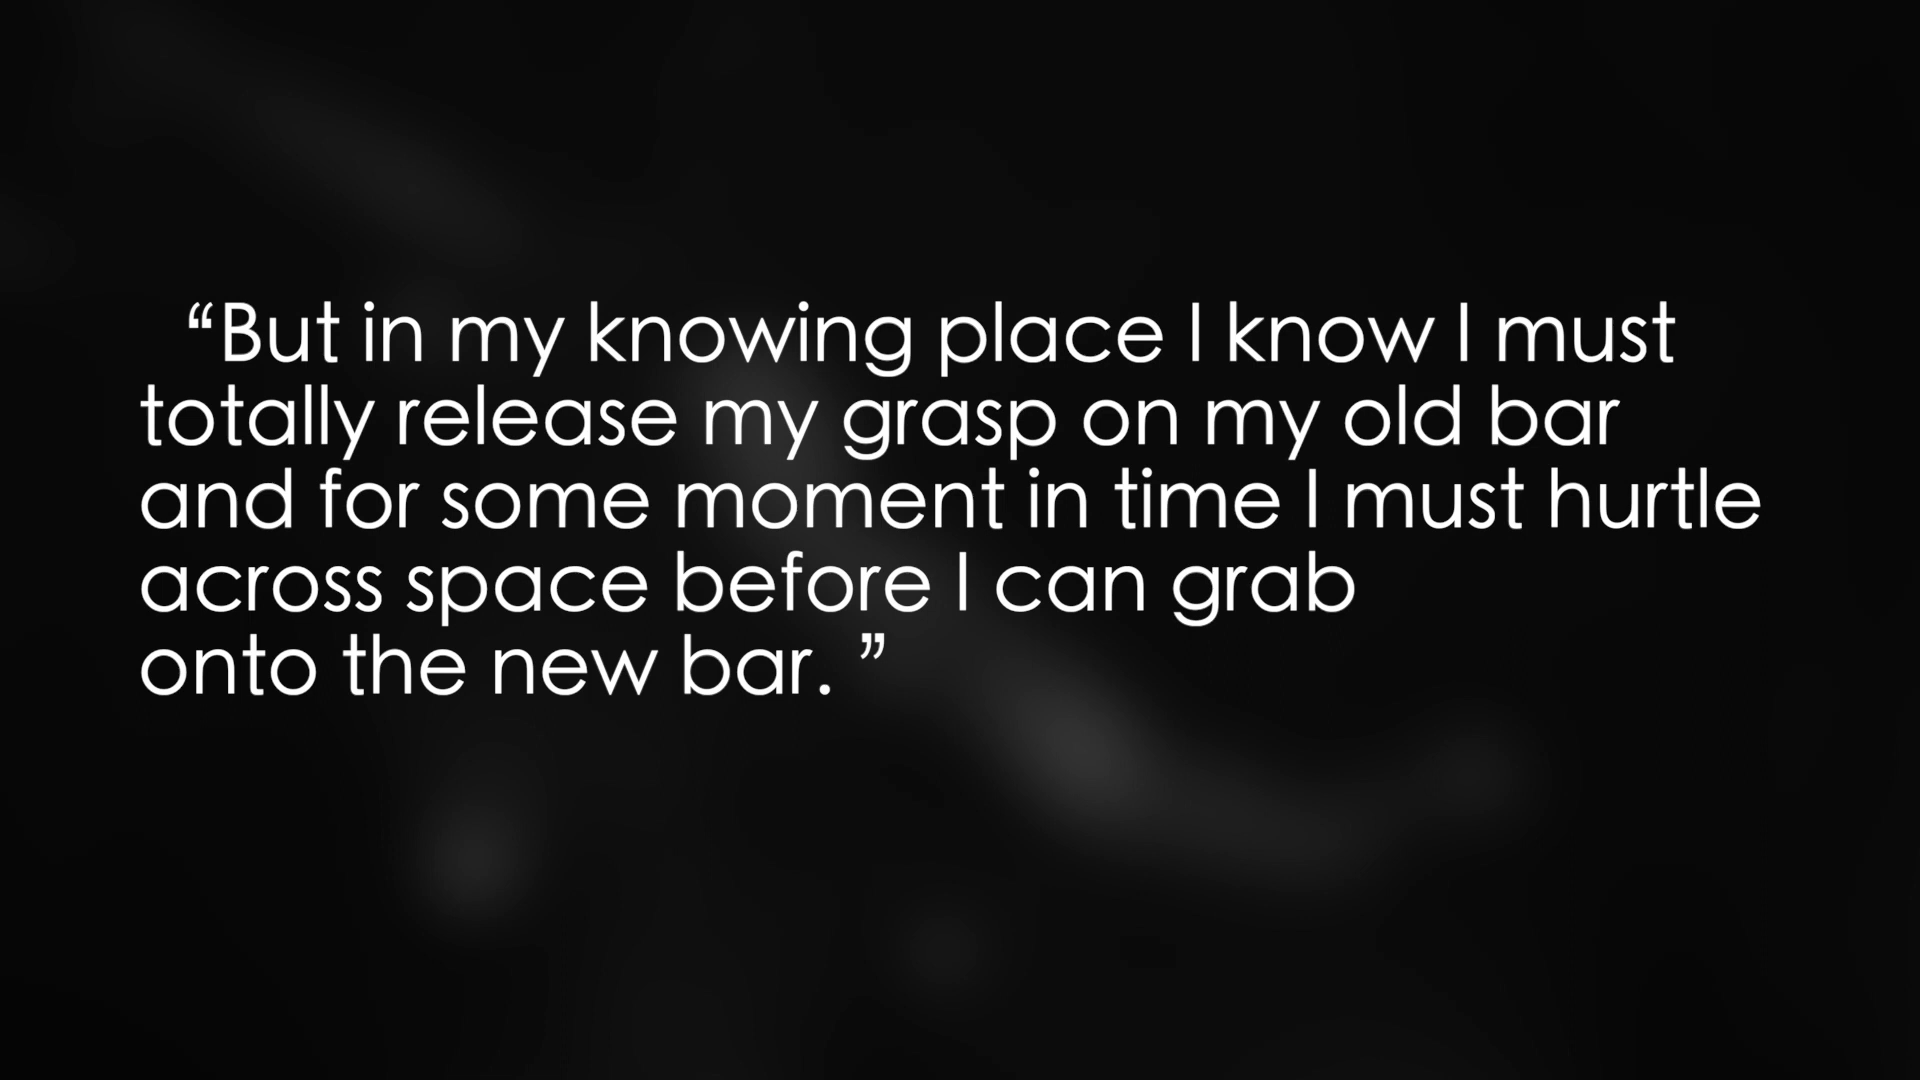 “But in my knowing place I know I must
totally release my grasp on my old bar
and for some moment in time I must hurtle
across space before I can grab
onto the new bar. ”